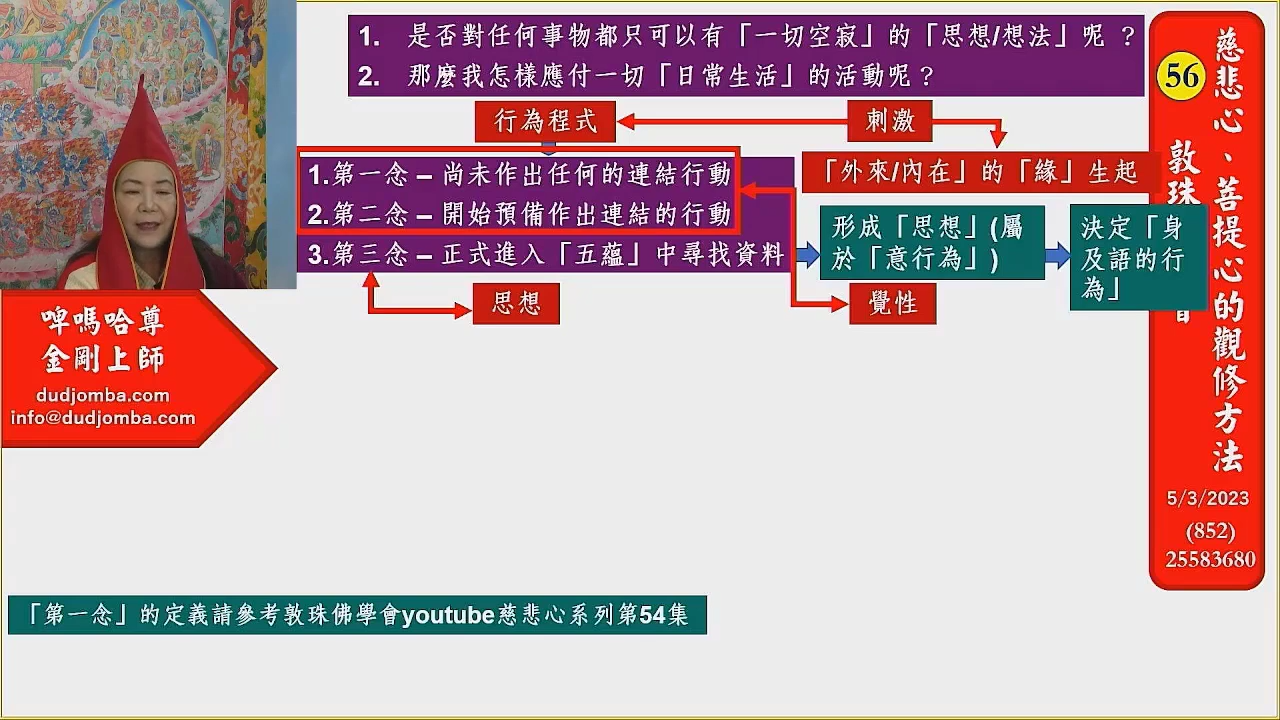 1. 是否對任何事物都只可以有「一切空寂」的「思想/想法」呢 ?
2. 那麼我怎樣應付一切「日常生活」的活動呢?
行為程式
刺激
1.第一念 – 尚未作出任何的連結行動
2.第二念 – 開始預備作出連結的行動
3.第三念 – 正式進入「五蘊」中尋找資料
「外來/內在」的「緣」生起
形成「思想」(屬
於「意行為」)
決定「身
及語的行
為」
思想
覺性
啤嗎哈尊
金剛上師
dudjomba.com
info@dudjomba.com
56
慈悲心、菩提心的觀修方法
敦珠
5/3/2023
(852)
25583680
「第一念」的定義請參考敦珠佛學會youtube慈悲心系列第54集